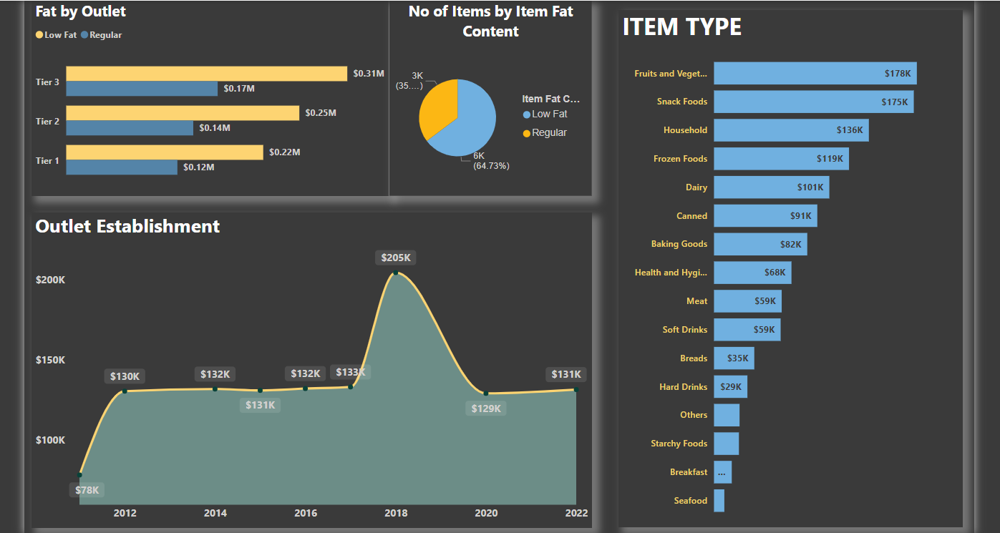 Fat by Outlet
Low Fat Regular
Tier 3
$0.31M
$0.17M
Tier 2
$0.25M
$0.14M
Tier 1
$0.22M
$0.12M
No of Items by Item Fat
Content
3K
(35....)
6K
(64.73%)
Item Fat C...
Low Fat
Regular
Outlet Establishment
$200K
$150K
$100K
$78K
$130K
$132K
$131K
$132K
$133K
$205K
$129K
$131K
2012 2014 2016 2018 2020 2022
ITEM TYPE
Fruits and Veget... $178K
Snack Foods $175K
Household $136K
Frozen Foods $119K
Dairy $101K
Canned $91K
Baking Goods $82K
Health and Hygi... $68K
Meat $59K
Soft Drinks $59K
Breads $35K
Hard Drinks $29K
Others
Starchy Foods
Breakfast ...
Seafood